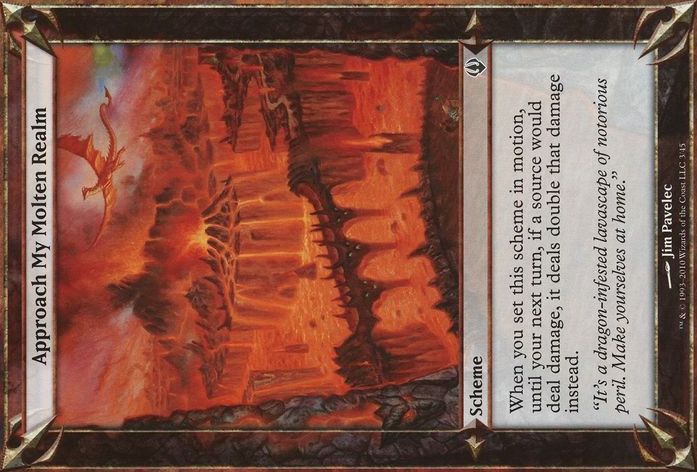 Approach My Molten Realm
Scheme
When you set this scheme in motion,
until your next turn, if a source would
deal damage, it deals double that damage
instead.
“It’s a dragon-infested lavascape of notorious
peril. Make yourselves at home.”
Jim Pavelec
™ & © 1993–2010 Wizards of the Coast LLC 3/45